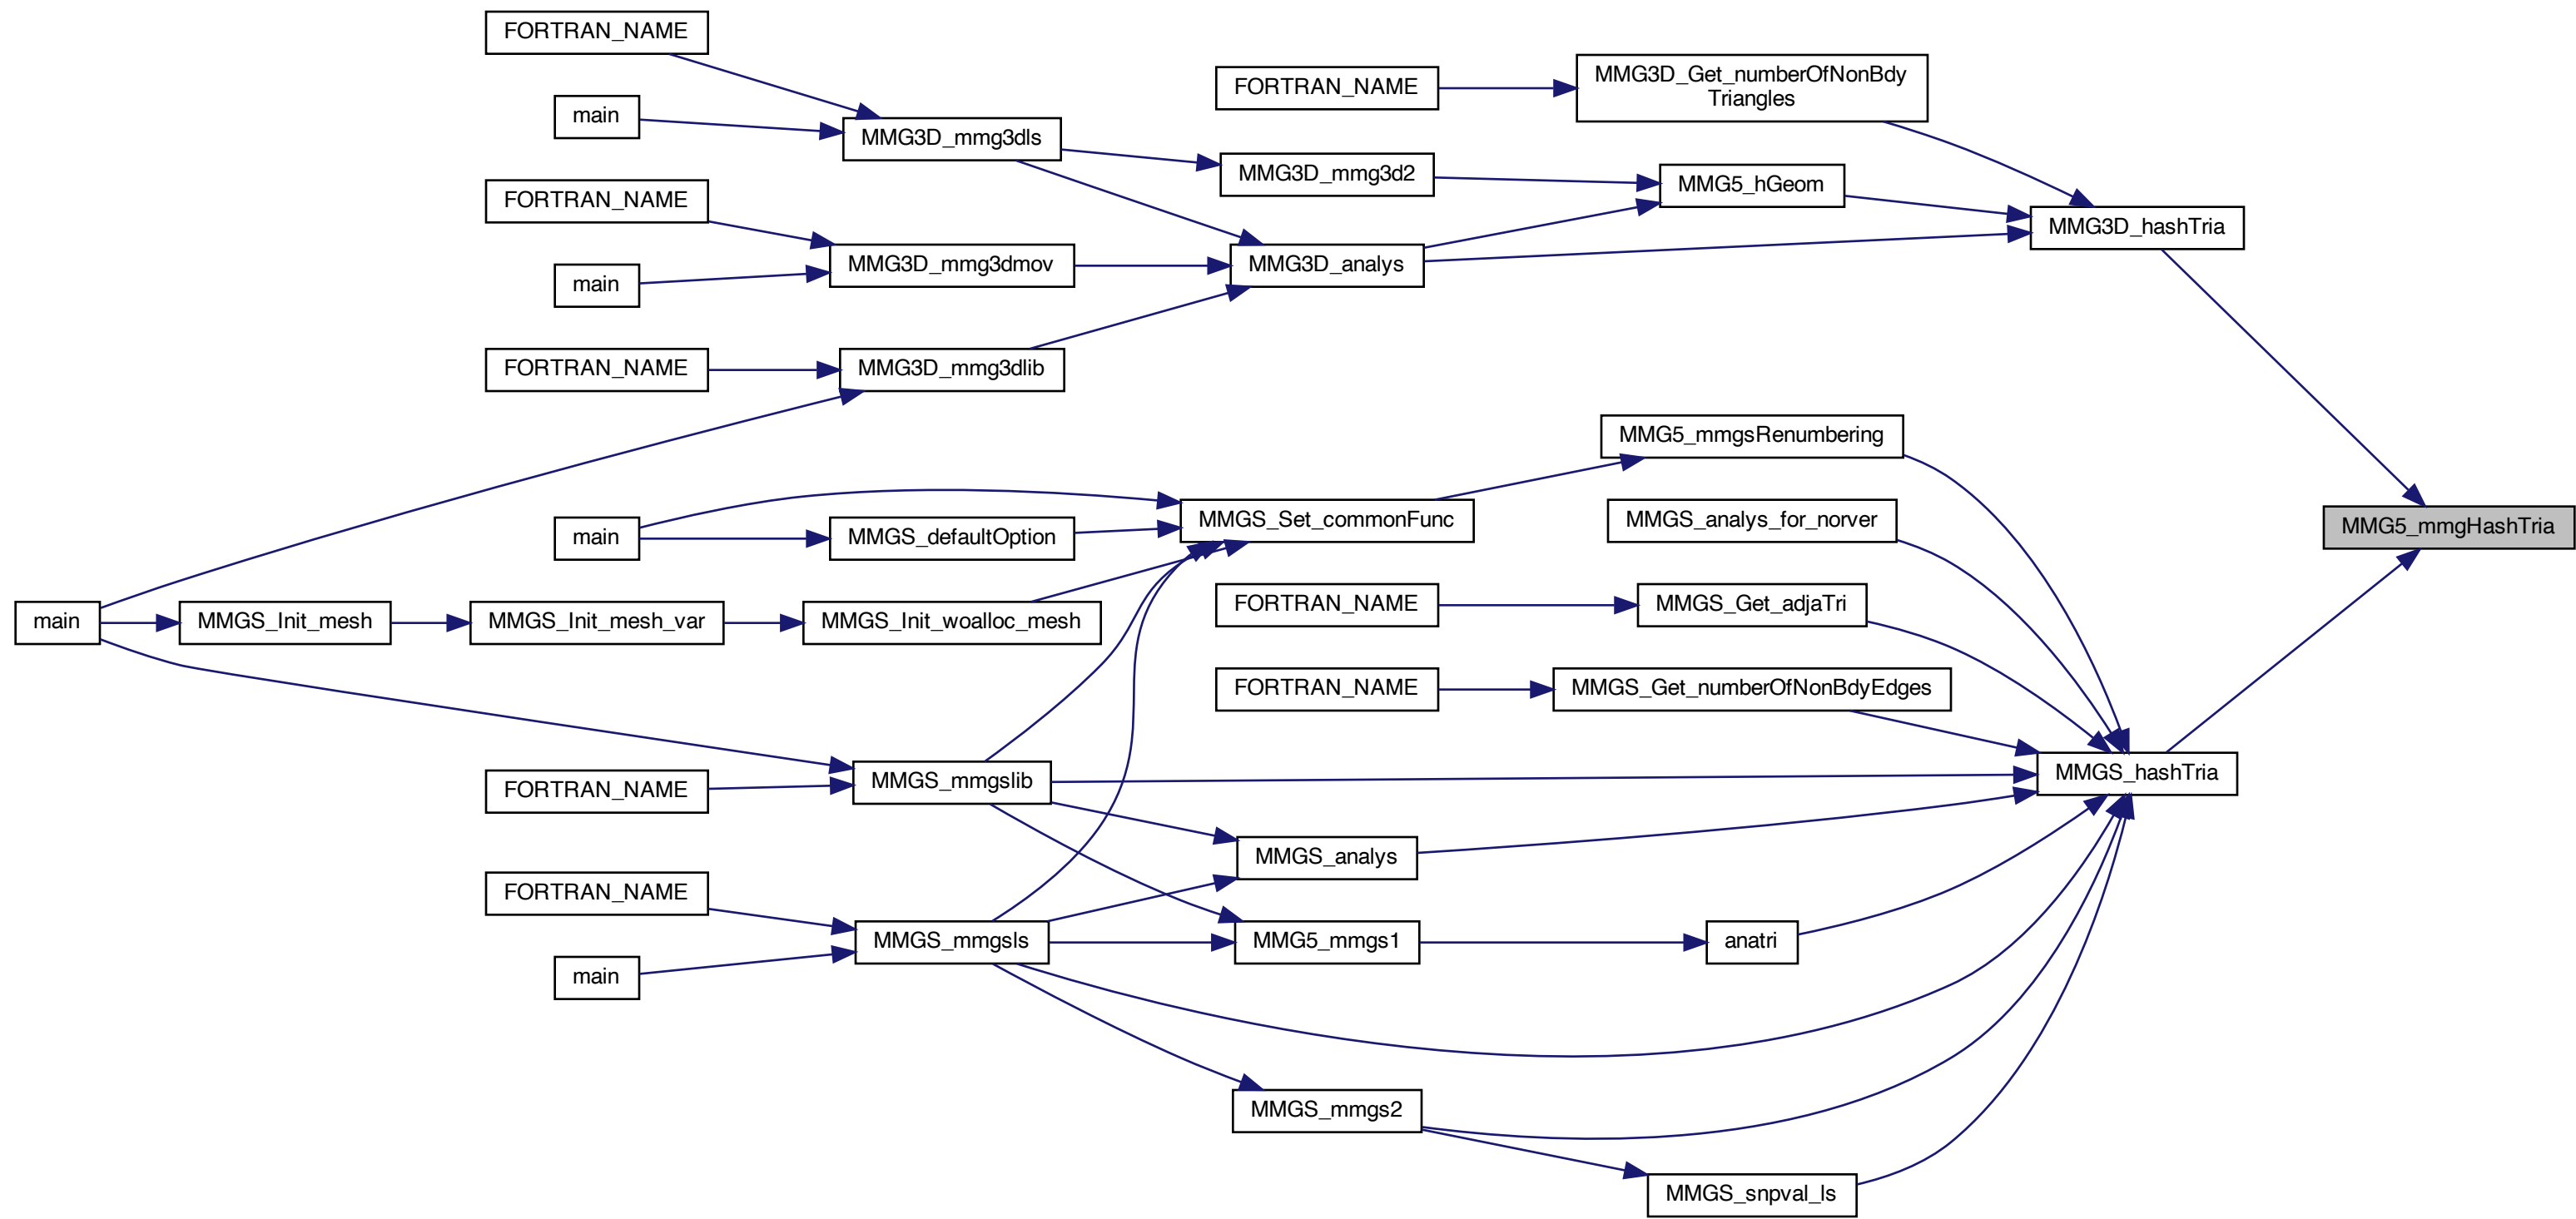 FORTRAN_NAME
main
MMG3D_mmg3dls
FORTRAN_NAME
MMG3D_Get_numberOfNonBdy
Triangles
MMG3D_mmg3d2
MMG5_hGeom
FORTRAN_NAME
main
MMG3D_mmg3dmov
MMG3D_analys
MMG3D_hashTria
FORTRAN_NAME
MMG3D_mmg3dlib
MMG5_mmgsRenumbering
main
MMGS_defaultOption
MMGS_Set_commonFunc
MMGS_analys_for_norver
MMG5_mmgHashTria
main
MMGS_Init_mesh
MMGS_Init_mesh_var
MMGS_Init_woalloc_mesh
FORTRAN_NAME
MMGS_Get_adjaTri
FORTRAN_NAME
MMGS_Get_numberOfNonBdyEdges
FORTRAN_NAME
MMGS_mmgslib
MMGS_hashTria
MMGS_analys
FORTRAN_NAME
main
MMGS_mmgsls
MMG5_mmgs1
anatri
MMGS_mmgs2
MMGS_snpval_ls